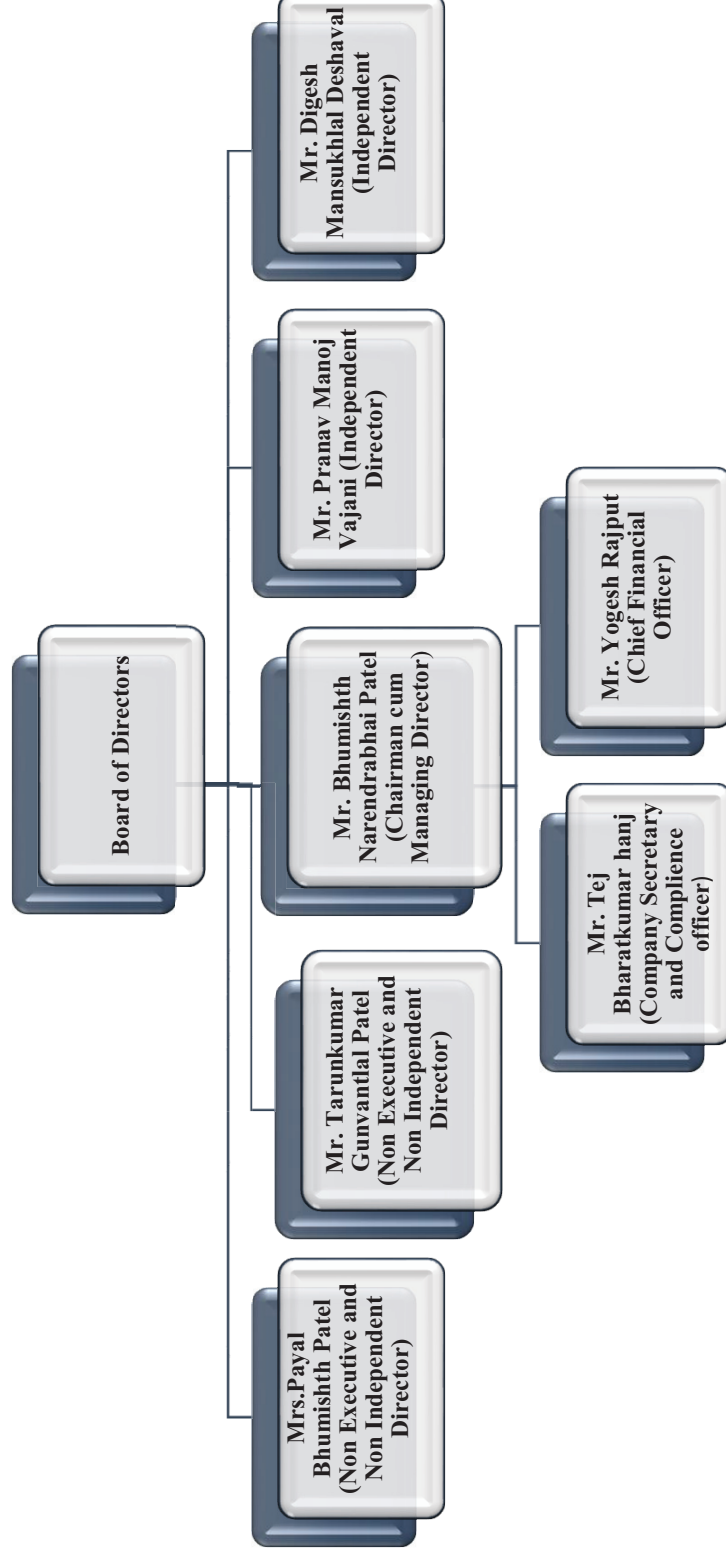 Board of Directors
Mrs.Payal
Bhumishth Patel
(Non Executive and
Non Independent
Director)
Mr. Tarunkumar
Gunvantlal Patel
(Non Executive and
Non Independent
Director)
Mr. Bhumishth
Narendrabhai Patel
(Chairman cum
Managing Director)
Mr. Pranav Manoj
Vajani (Independent
Director)
Mr. Digesh
Mansukhlal Deshaval
(Independent
Director)
Mr. Tej
Bharatkumar hanj
(Company Secretary
and Complience
officer)
Mr. Yogesh Rajput
(Chief Financial
Officer)